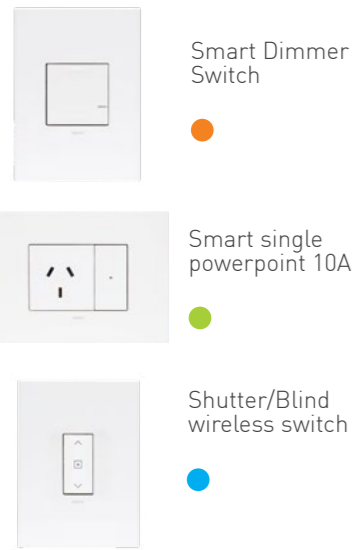 Smart Dimmer
Switch
Smart single
powerpoint 10A
Shutter/Blind
wireless switch